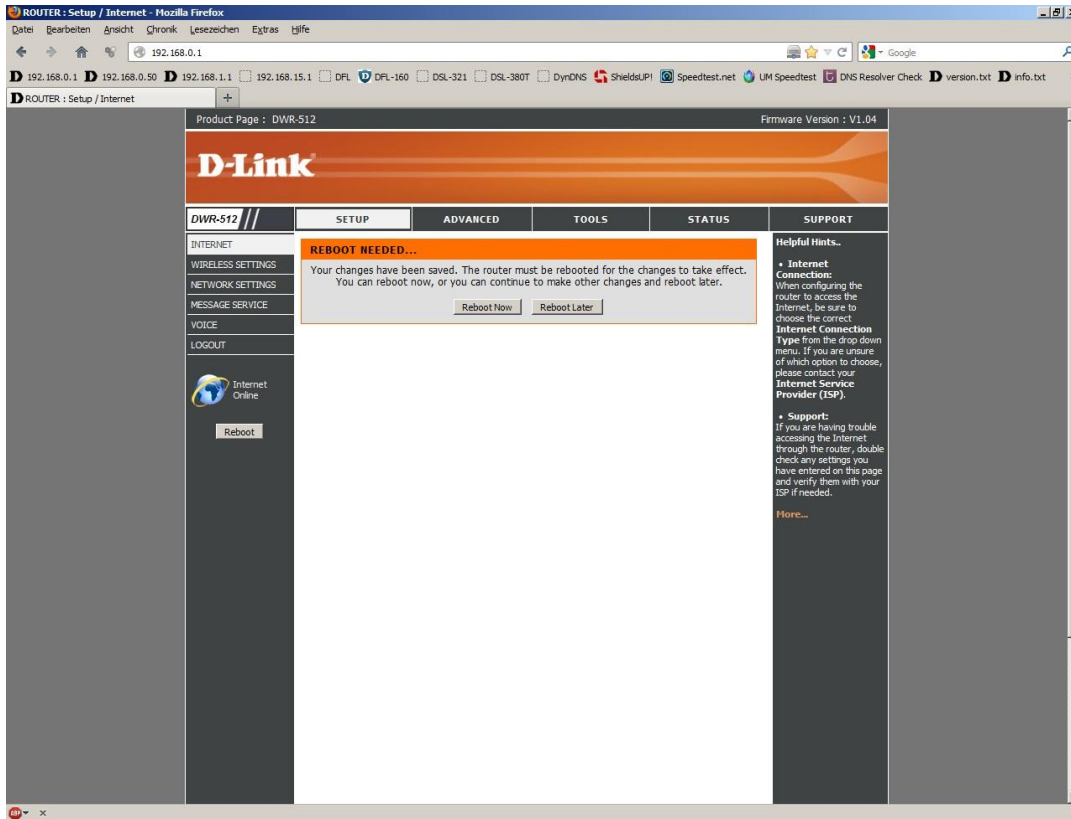 ROUTER : Setup / Internet - Mozilla Firefox
Datei Bearbeiten Ansicht Chronik Lesezeichen Extras Hilfe
192.168.0.1
Google
192.168.0.1 192.168.0.50 192.168.1.1 192.168.15.1 DFL DFL-160 DSL-321 DSL-380T DynDNS ShieldsUP! Speedtest.net UM Speedtest DNS Resolver Check version.txt info.txt
ROUTER : Setup / Internet
Product Page : DWR-512
Firmware Version : V1.04
D-Link
DWR-512
SETUP
ADVANCED
TOOLS
STATUS
SUPPORT
INTERNET
WIRELESS SETTINGS
NETWORK SETTINGS
MESSAGE SERVICE
VOICE
LOGOUT
Internet
Online
Reboot
REBOOT NEEDED...
Your changes have been saved. The router must be rebooted for the changes to take effect.
You can reboot now, or you can continue to make other changes and reboot later.
Reboot Now
Reboot Later
Helpful Hints..
• Internet
Connection:
When configuring the
router to access the
Internet, be sure to
choose the correct
Internet Connection
Type from the drop down
menu. If you are unsure
of which option to choose,
please contact your
Internet Service
Provider (ISP).
• Support:
If you are having trouble
accessing the Internet
through the router, double
check any settings you
have entered on this page
and verify them with your
ISP if needed.
More...
ABP